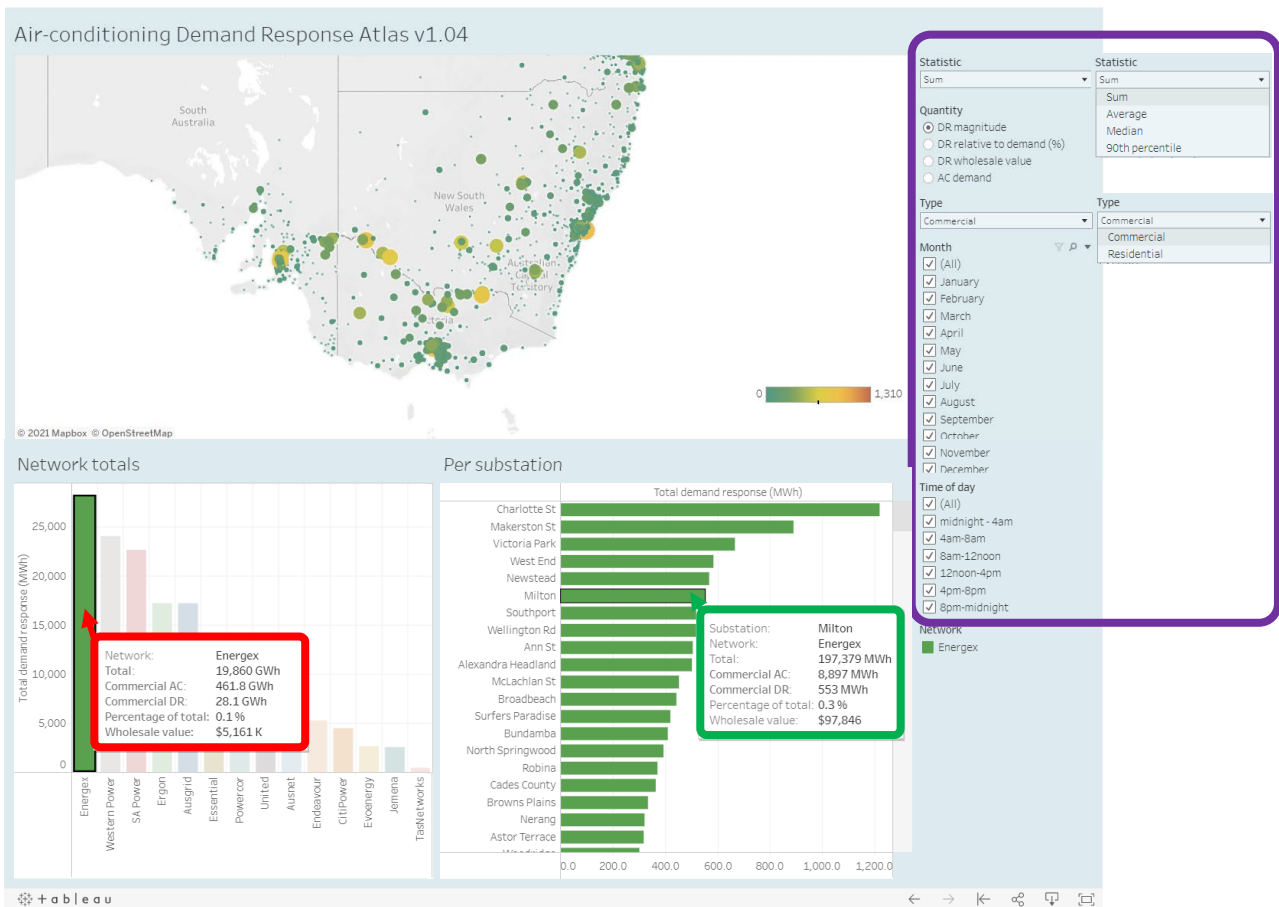 Air-conditioning Demand Response Atlas v1.04
South
Australia
New South
Wales
Australian
Capital
Territory
0
1,310
© 2021 Mapbox © OpenStreetMap
Statistic
Sum
Statistic
Sum
Sum
Average
Median
90th percentile
Quantity
DR magnitude
DR relative to demand (%)
DR wholesale value
AC demand
Type
Commercial
Type
Commercial
Commercial
Residential
Month
(All)
January
February
March
April
May
June
July
August
September
October
November
December
Time of day
(All)
midnight - 4am
4am-8am
8am-12noon
12noon-4pm
4pm-8pm
8pm-midnight
Network
Energex
Network totals
Total demand response (MWh)
25,000
20,000
15,000
10,000
5,000
0
Network: Energex
Total: 19,860 GWh
Commercial AC: 461.8 GWh
Commercial DR: 28.1 GWh
Percentage of total: 0.1 %
Wholesale value: $5,161 K
Energex
Western Power
SA Power
Ergon
Ausgrid
Essential
Powercor
United
Ausnet
Endeavour
CitiPower
Evoenergy
Jemena
TasNetworks
Per substation
Total demand response (MWh)
Charlotte St
Makerston St
Victoria Park
West End
Newstead
Milton
Southport
Wellington Rd
Ann St
Alexandra Headland
McLachlan St
Broadbeach
Surfers Paradise
Bundamba
North Springwood
Robina
Cades County
Browns Plains
Nerang
Astor Terrace
Substation: Milton
Network: Energex
Total: 197,379 MWh
Commercial AC: 8,897 MWh
Commercial DR: 553 MWh
Percentage of total: 0.3 %
Wholesale value: $97,846
0.0 200.0 400.0 600.0 800.0 1,000.0 1,200.0
+ableau